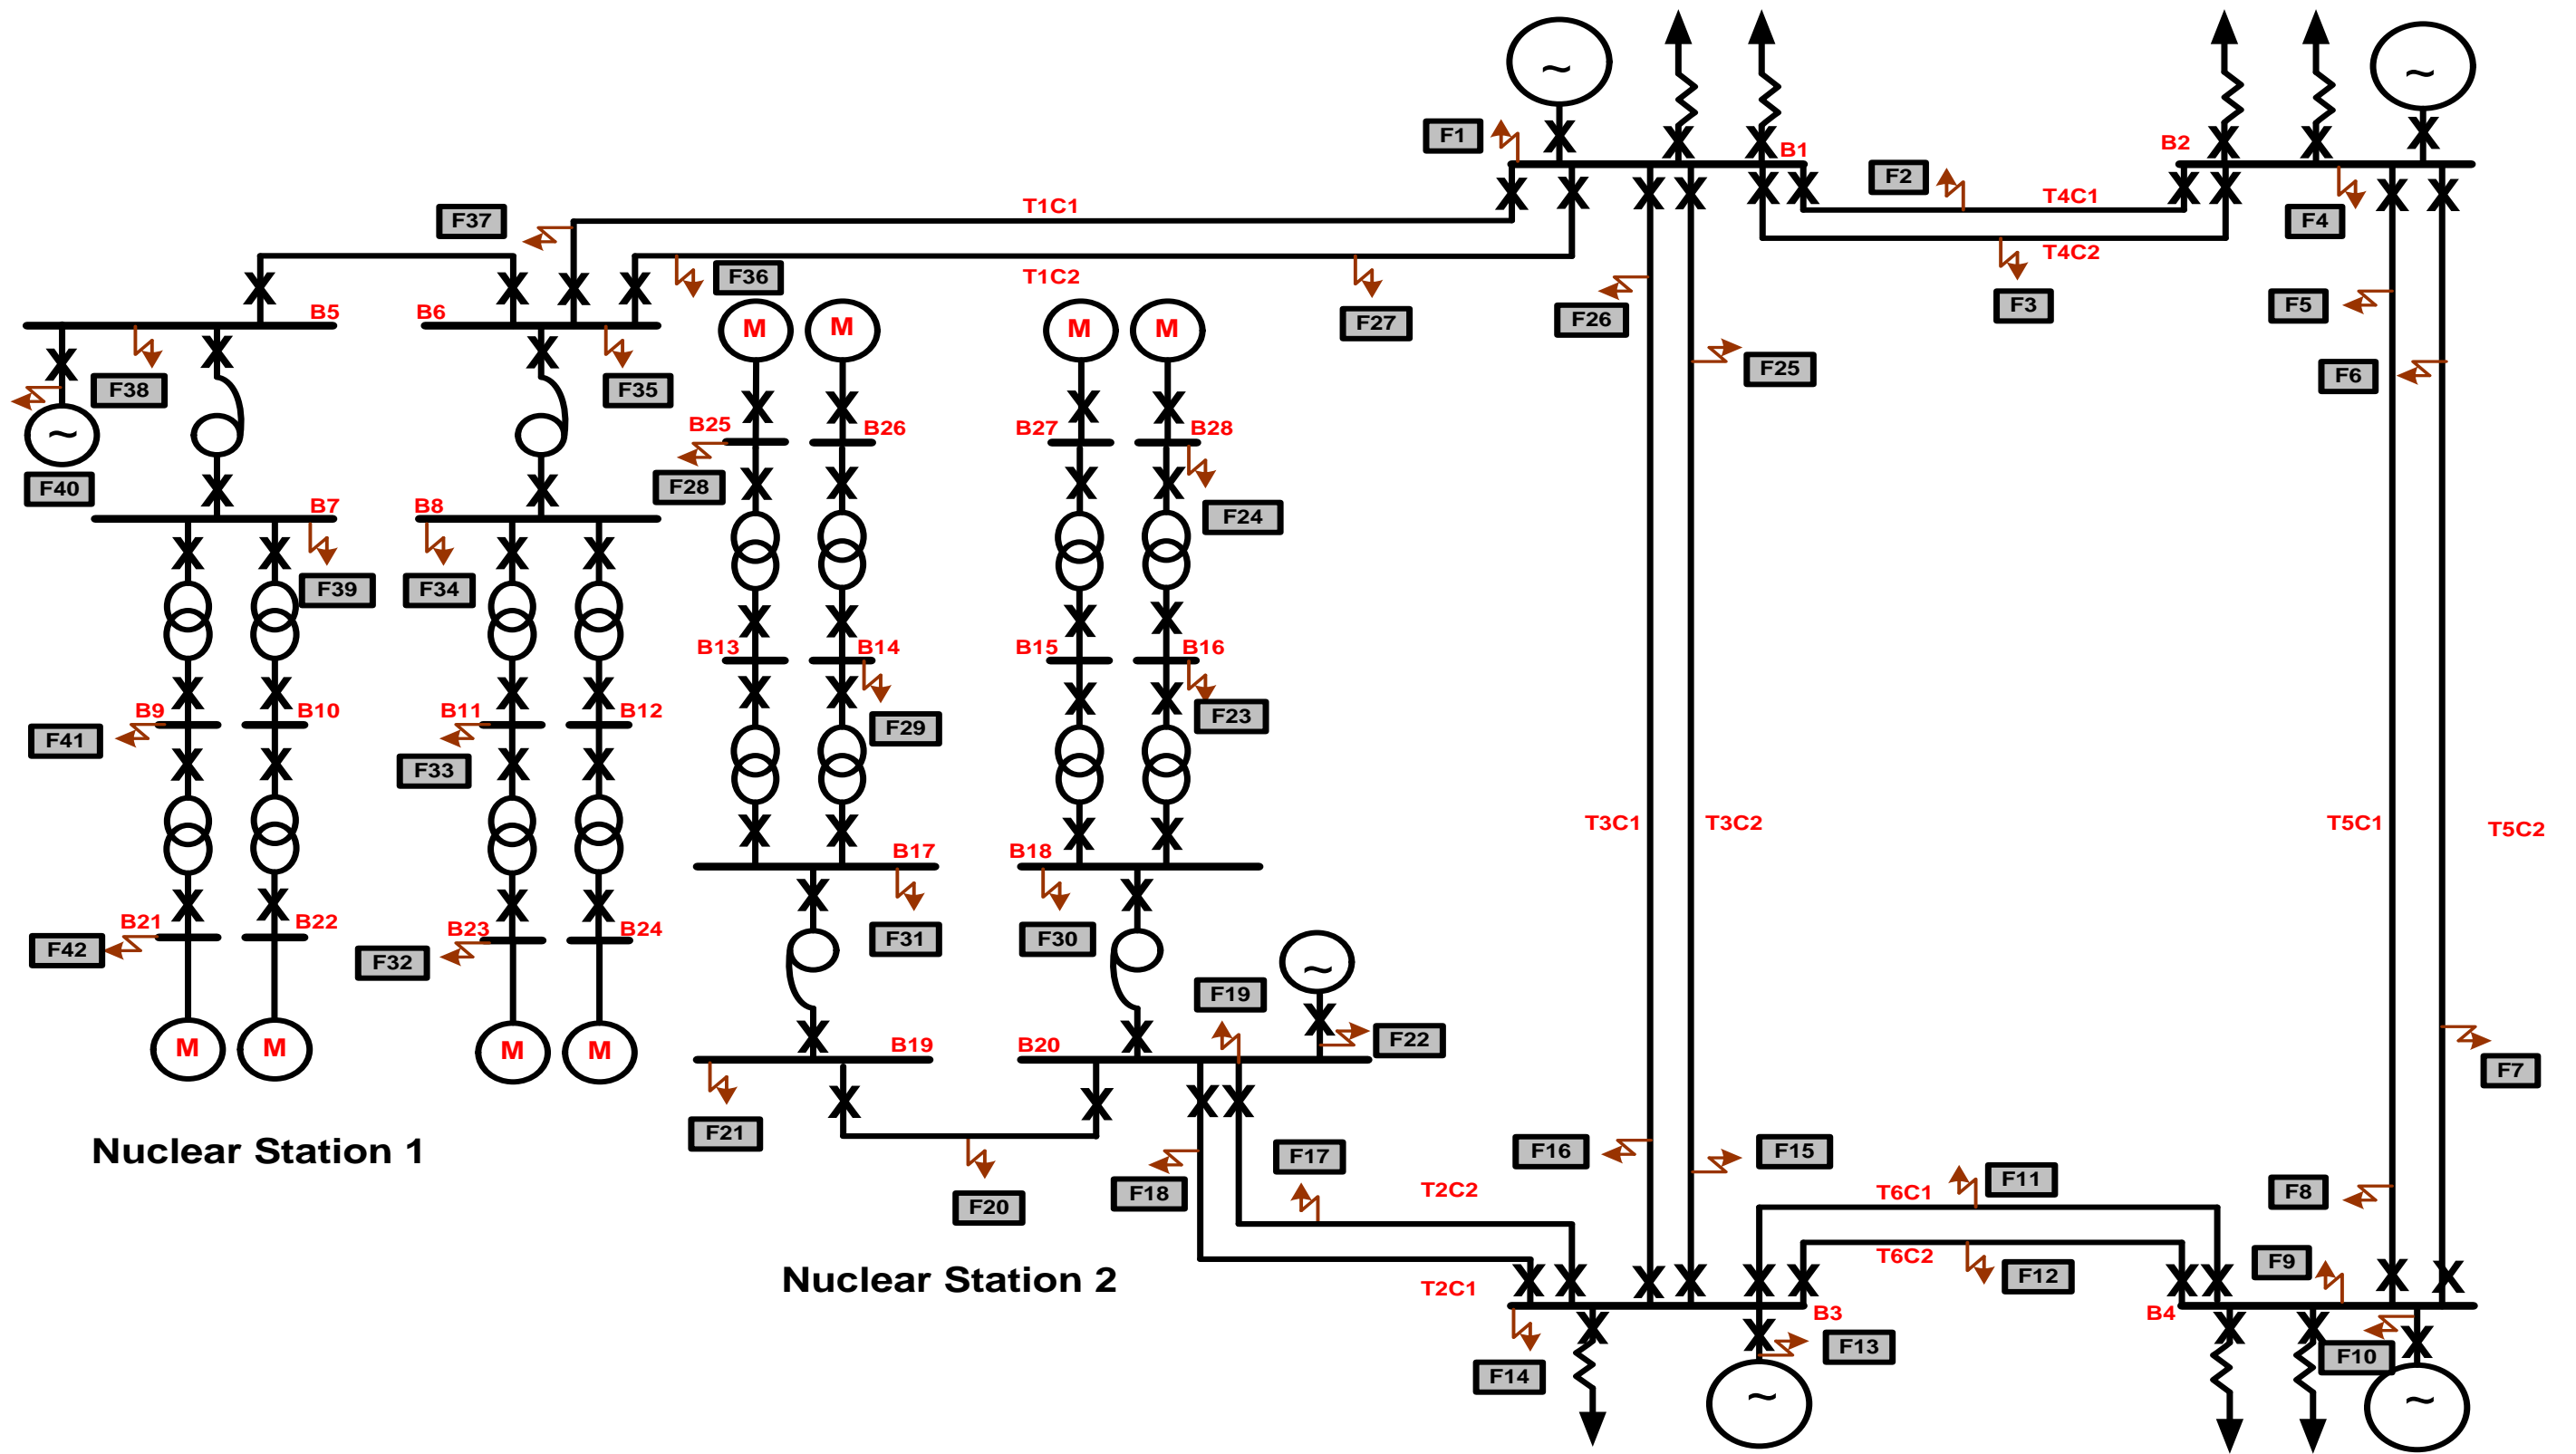 ~
~
F1
B1
B2
F2
T4C1
F4
T1C1
F37
T4C2
F36
T1C2
F3
F5
B5
B6
F27
F26
M
M
M
M
F25
F6
F38
F35
~
B25
B26
B27
B28
F40
F28
F24
B7
B8
F39
F34
B13
B14
B15
B16
B9
B10
B11
B12
F41
F33
F29
F23
T3C1
T3C2
T5C1
T5C2
B17
B18
B21
B22
B23
B24
F42
F32
F31
F30
~
F19
M
M
M
M
B19
B20
F22
F7
F21
Nuclear Station 1
F17
F16
F15
F20
F18
T2C2
T6C1
F11
F8
Nuclear Station 2
T2C1
T6C2
F12
F9
B3
B4
F14
F13
F10
~
~